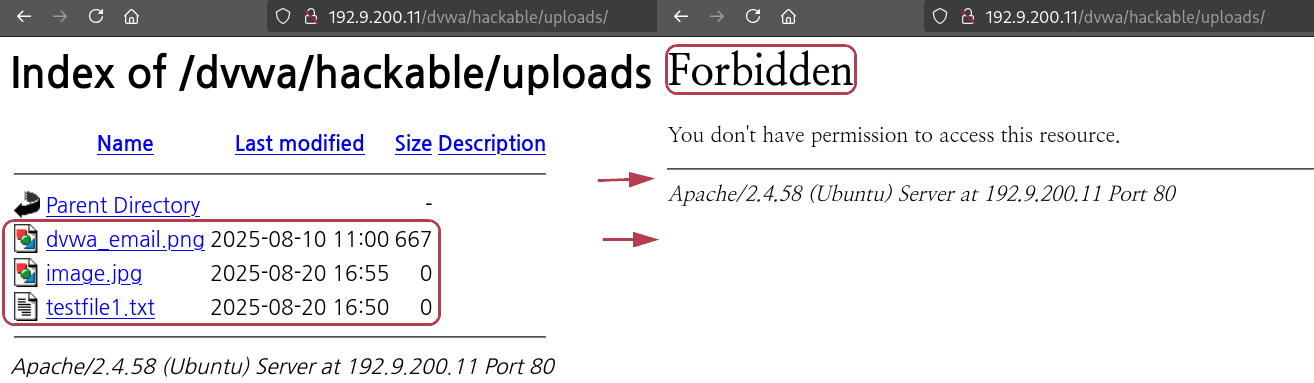 192.9.200.11/dvwa/hackable/uploads/
Index of /dvwa/hackable/uploads
Name Last modified Size Description
Parent Directory -
dvwa_email.png 2025-08-10 11:00 667
image.jpg 2025-08-20 16:55 0
testfile1.txt 2025-08-20 16:50 0
Apache/2.4.58 (Ubuntu) Server at 192.9.200.11 Port 80
192.9.200.11/dvwa/hackable/uploads/
Forbidden
You don't have permission to access this resource.
Apache/2.4.58 (Ubuntu) Server at 192.9.200.11 Port 80